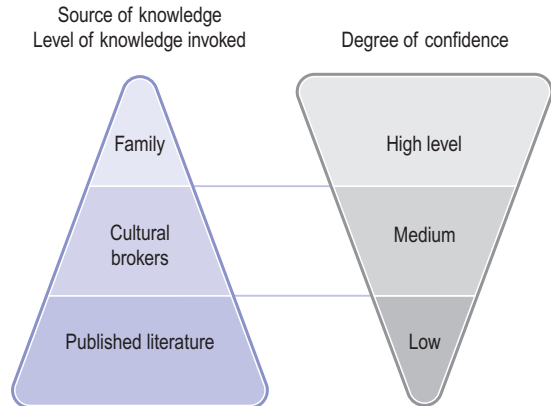 Source of knowledge
Level of knowledge invoked
Degree of confidence
Family
High level
Cultural
brokers
Medium
Published literature
Low